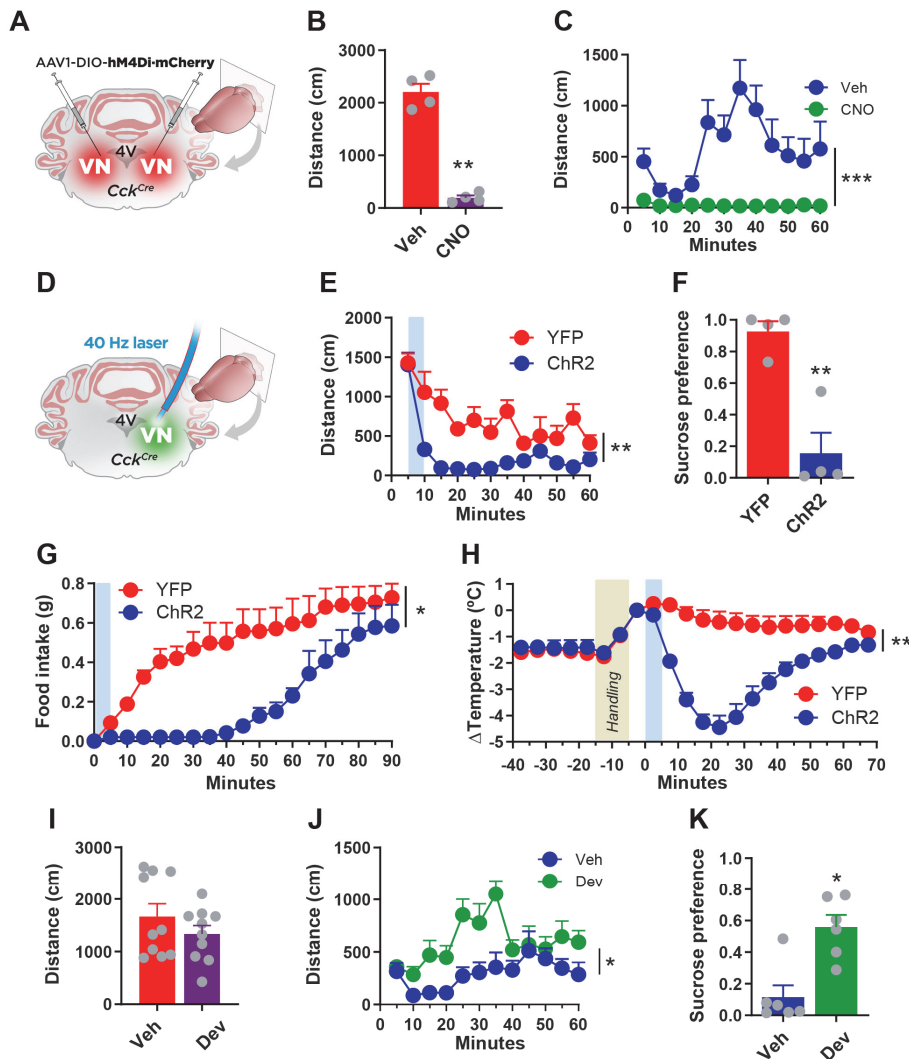 A
AAV1-DIO-hM4Di-mCherry
4V
VN
VN
CckCre
B
Distance (cm)
3000
2000
1000
0
**
Veh
CNO
C
Distance (cm)
1500
1000
500
0
Veh
CNO
***
0 10 20 30 40 50 60
Minutes
D
40 Hz laser
4V
VN
CckCre
E
Distance (cm)
2000
1500
1000
500
0
YFP
ChR2
**
0 10 20 30 40 50 60
Minutes
F
Sucrose preference
1.0
0.8
0.6
0.4
0.2
0.0
**
YFP
ChR2
G
Food intake (g)
0.8
0.6
0.4
0.2
0.0
YFP
ChR2
*
0 10 20 30 40 50 60 70 80 90
Minutes
H
ΔTemperature (ºC)
1
0
-1
-2
-3
-4
-5
Handling
YFP
ChR2
**
-40 -30 -20 -10 0 10 20 30 40 50 60 70
Minutes
I
Distance (cm)
3000
2000
1000
0
Veh
Dev
J
Distance (cm)
1500
1000
500
0
Veh
Dev
*
0 10 20 30 40 50 60
Minutes
K
Sucrose preference
1.0
0.8
0.6
0.4
0.2
0.0
*
Veh
Dev